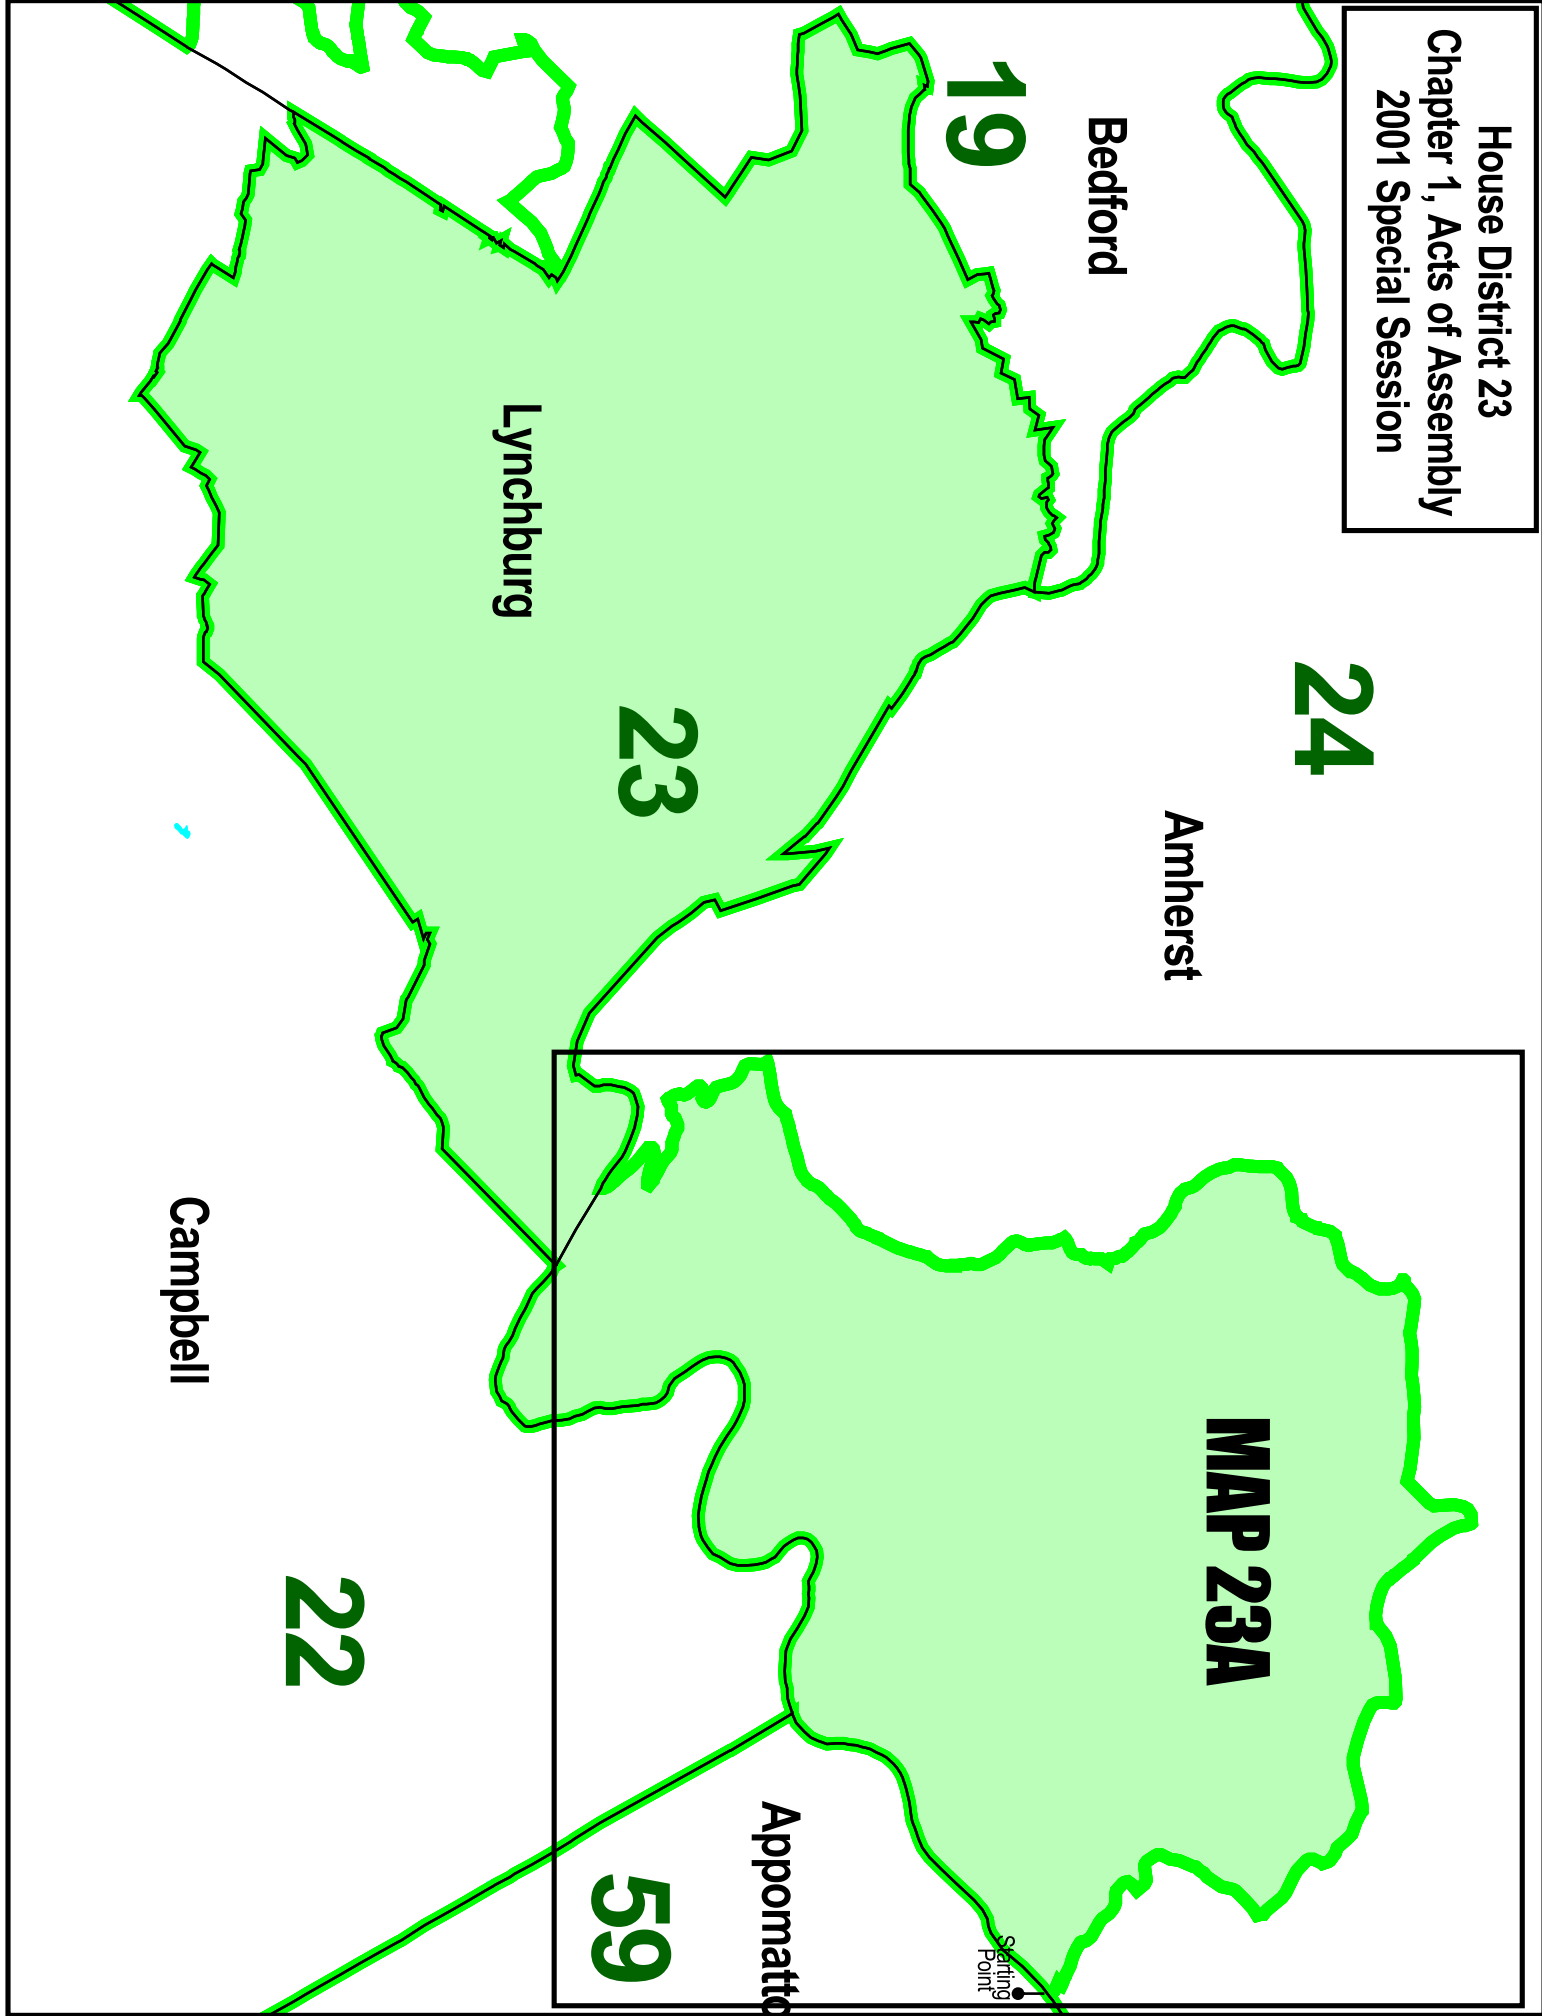 House District 23
Chapter 1, Acts of Assembly
2001 Special Session
24
Bedford
19
Amherst
MAP 23A
23
Lynchburg
Starting
Point
Appomatto
59
22
Campbell